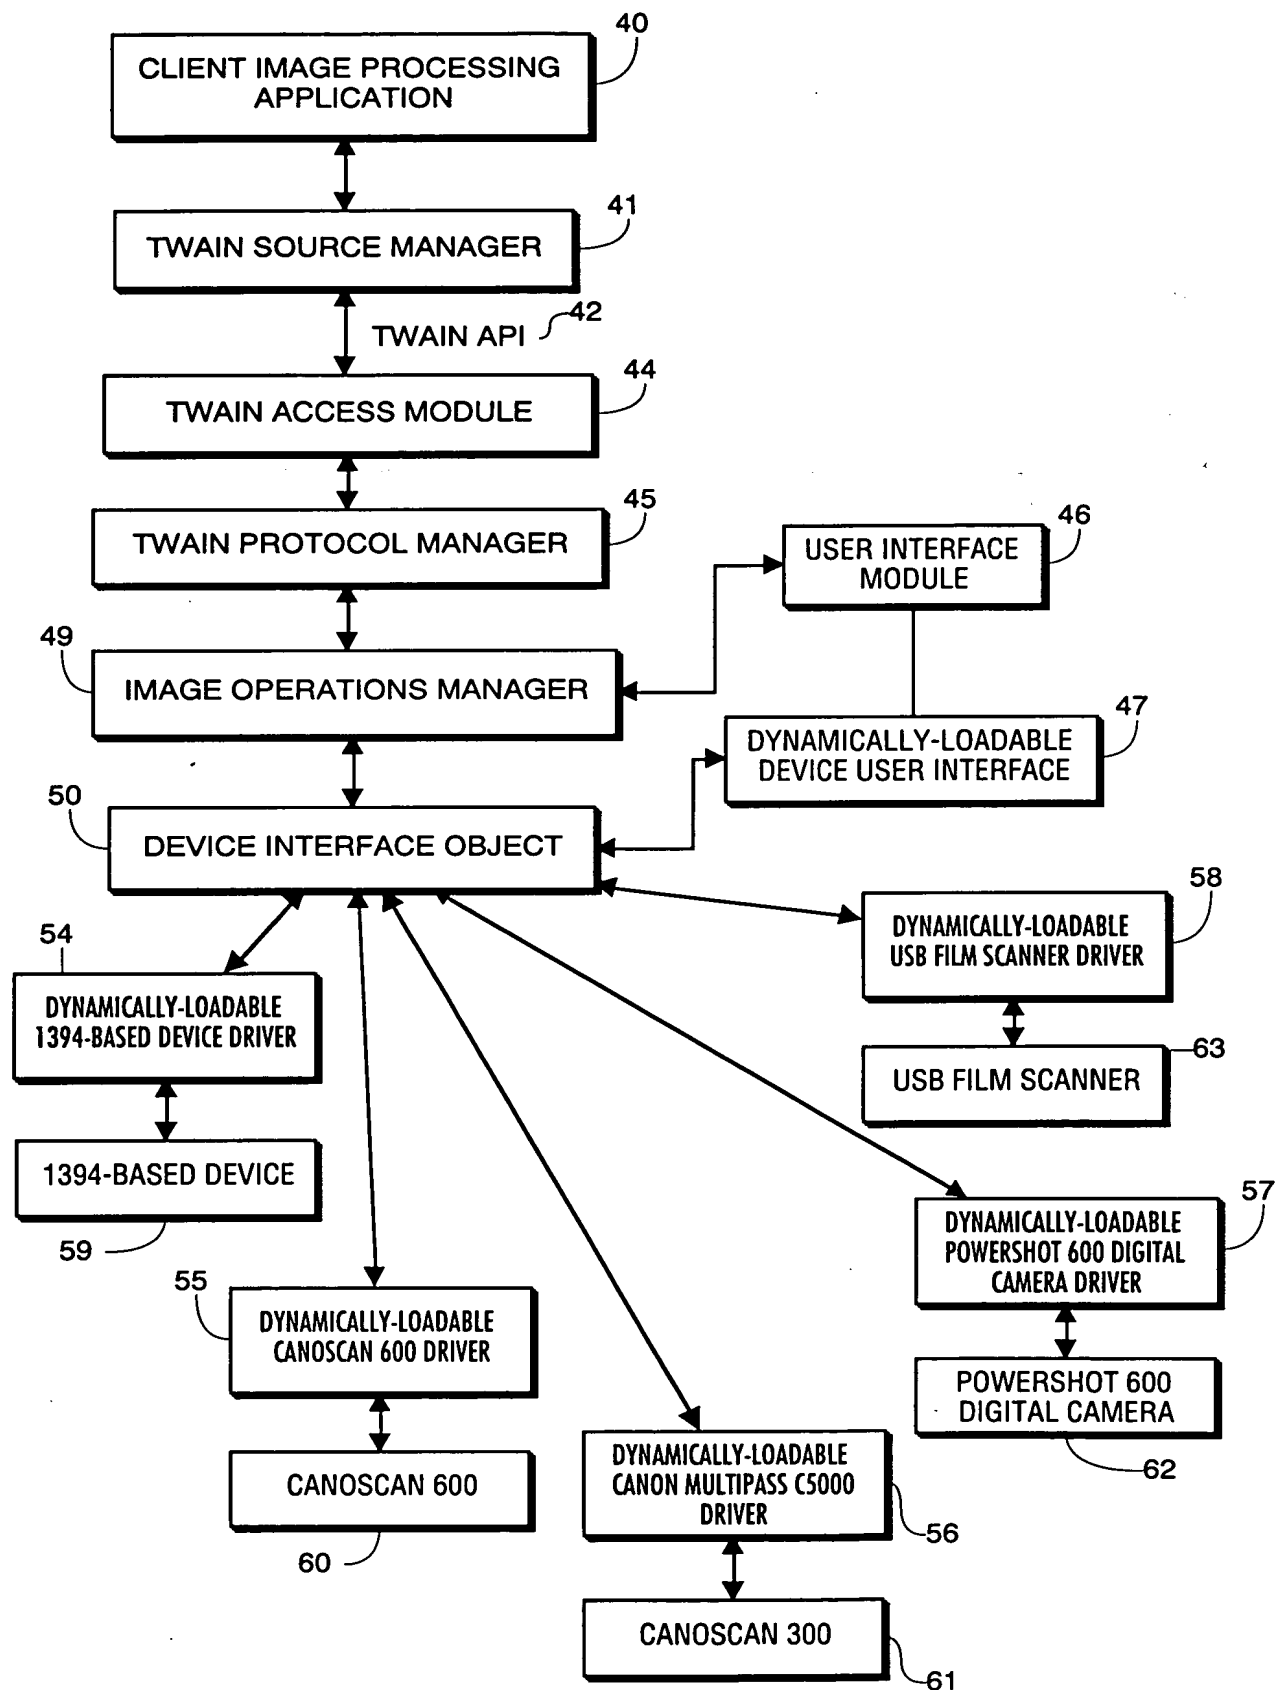 40
CLIENT IMAGE PROCESSING
APPLICATION
41
TWAIN SOURCE MANAGER
42
TWAIN API
44
TWAIN ACCESS MODULE
45
TWAIN PROTOCOL MANAGER
46
USER INTERFACE
MODULE
49
IMAGE OPERATIONS MANAGER
47
DYNAMICALLY-LOADABLE
DEVICE USER INTERFACE
50
DEVICE INTERFACE OBJECT
58
DYNAMICALLY-LOADABLE
USB FILM SCANNER DRIVER
54
DYNAMICALLY-LOADABLE
1394-BASED DEVICE DRIVER
63
USB FILM SCANNER
1394-BASED DEVICE
59
57
DYNAMICALLY-LOADABLE
POWERSHOT 600 DIGITAL
CAMERA DRIVER
55
DYNAMICALLY-LOADABLE
CANOSCAN 600 DRIVER
POWERSHOT 600
DIGITAL CAMERA
62
CANOSCAN 600
60
DYNAMICALLY-LOADABLE
CANON MULTIPASS C5000
DRIVER
56
CANOSCAN 300
61